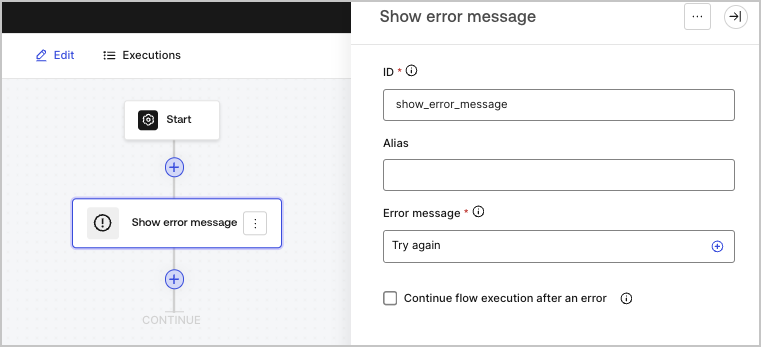 Edit
Executions
Start
Show error message
CONTINUE
Show error message
ID *
show_error_message
Alias
Error message *
Try again
Continue flow execution after an error